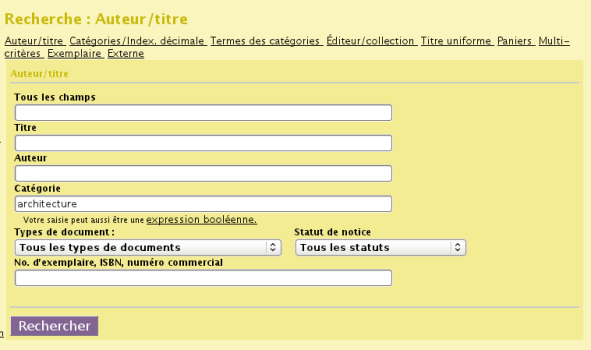 Recherche : Auteur/titre
Auteur/titre Catégories/Index. décimale Termes des catégories Éditeur/collection Titre uniforme Paniers Multi-
critères Exemplaire Externe
Auteur/titre
Tous les champs
Titre
Auteur
Catégorie
architecture
Votre saisie peut aussi être une expression booléenne.
Types de document : Statut de notice
Tous les types de documents Tous les statuts
No. d'exemplaire, ISBN, numéro commercial
Rechercher